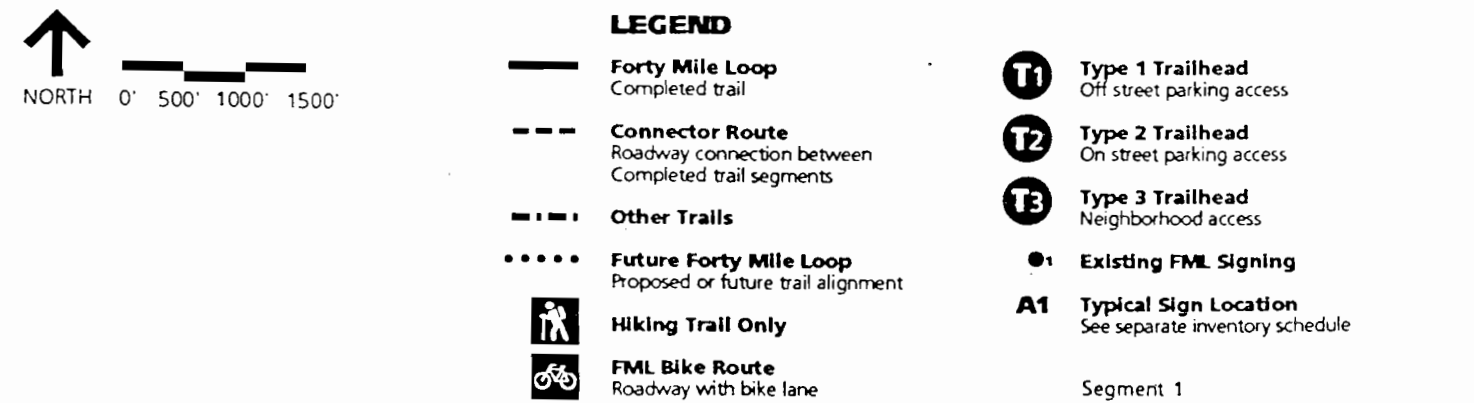 NORTH 0' 500' 1000' 1500'
LEGEND
Forty Mile Loop
Completed trail
Connector Route
Roadway connection between
Completed trail segments
Other Trails
Future Forty Mile Loop
Proposed or future trail alignment
Hiking Trail Only
FML Bike Route
Roadway with bike lane
T1 Type 1 Trailhead
Off street parking access
T2 Type 2 Trailhead
On street parking access
T3 Type 3 Trailhead
Neighborhood access
1 Existing FML Signing
A1 Typical Sign Location
See separate inventory schedule
Segment 1